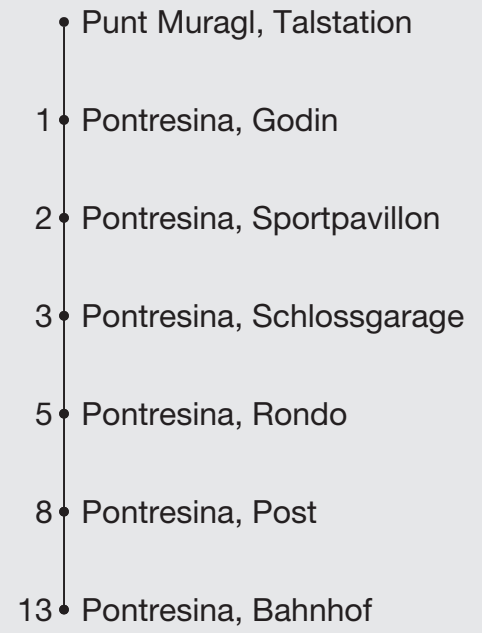 Punt Muragl, Talstation
1 Pontresina, Godin
2 Pontresina, Sportpavillon
3 Pontresina, Schlossgarage
5 Pontresina, Rondo
8 Pontresina, Post
13 Pontresina, Bahnhof